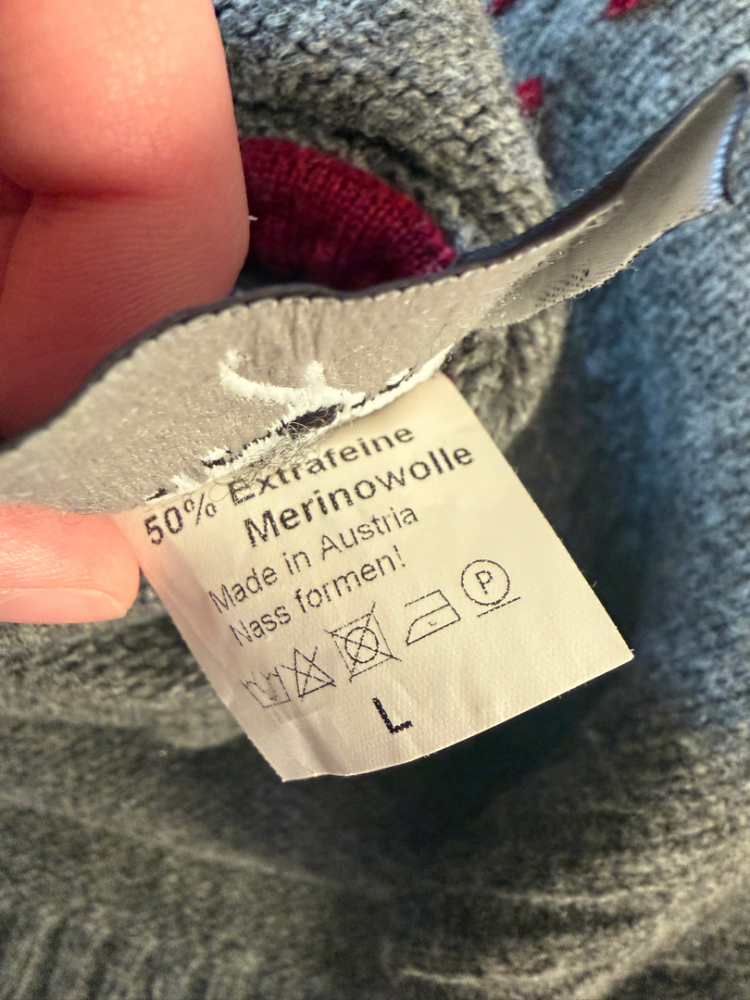 50% Extrafeine
Merinowolle
Made in Austria
Nass formen!
P
L